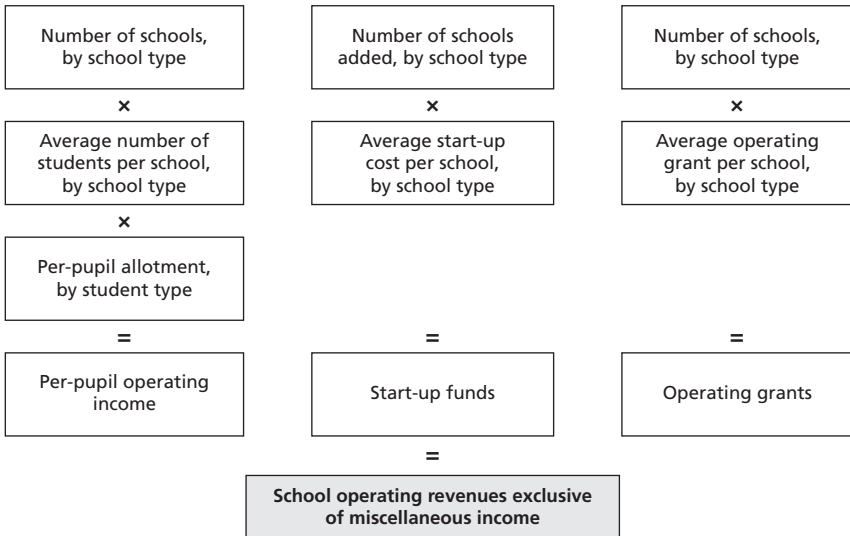 Number of schools,
by school type
Number of schools
added, by school type
Number of schools,
by school type
×
×
×
Average number of
students per school,
by school type
Average start-up
cost per school,
by school type
Average operating
grant per school,
by school type
×
Per-pupil allotment,
by student type
=
=
=
Per-pupil operating
income
Start-up funds
Operating grants
=
School operating revenues exclusive
of miscellaneous income